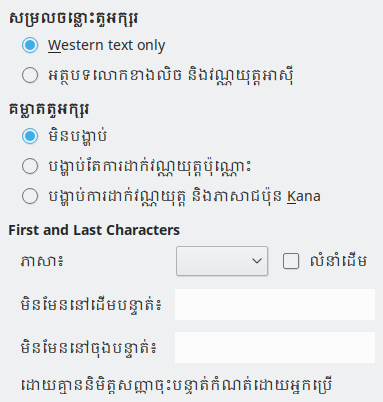 សម្រលចន្លោះតួអក្សរ
Western text only
អត្ថបទលោកខាងលិច និងវណ្ណយុត្តអាស៊ី
គម្លាតតួអក្សរ
មិនបង្ហាប់
បង្ហាប់តែការដាក់វណ្ណយុត្តប៉ុណ្ណោះ
បង្ហាប់ការដាក់វណ្ណយុត្ត និងភាសាជប៉ុន Kana
First and Last Characters
ភាសា៖ លំនាំដើម
មិនមែននៅដើមបន្ទាត់៖
មិនមែននៅចុងបន្ទាត់៖
ដោយគ្មាននិមិត្តសញ្ញាចុះបន្ទាត់កំណត់ដោយអ្នកប្រើ